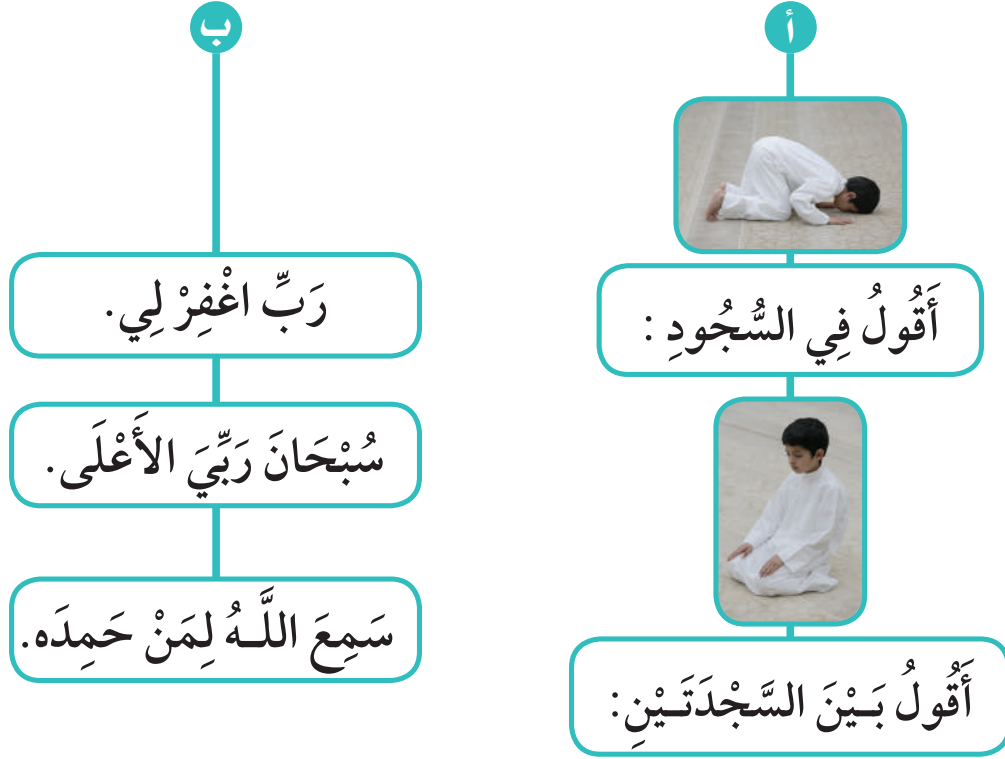 أ
أَقُولُ فِي السُّجُودِ :
أَقُولُ بَـيْنَ السَّجْدَتَـيْنِ:
ب
رَبِّ اغْفِرْ لِي.
سُبْحَانَ رَبِّيَ الأَعْلَى.
سَمِعَ اللَّـهُ لِمَنْ حَمِدَه.